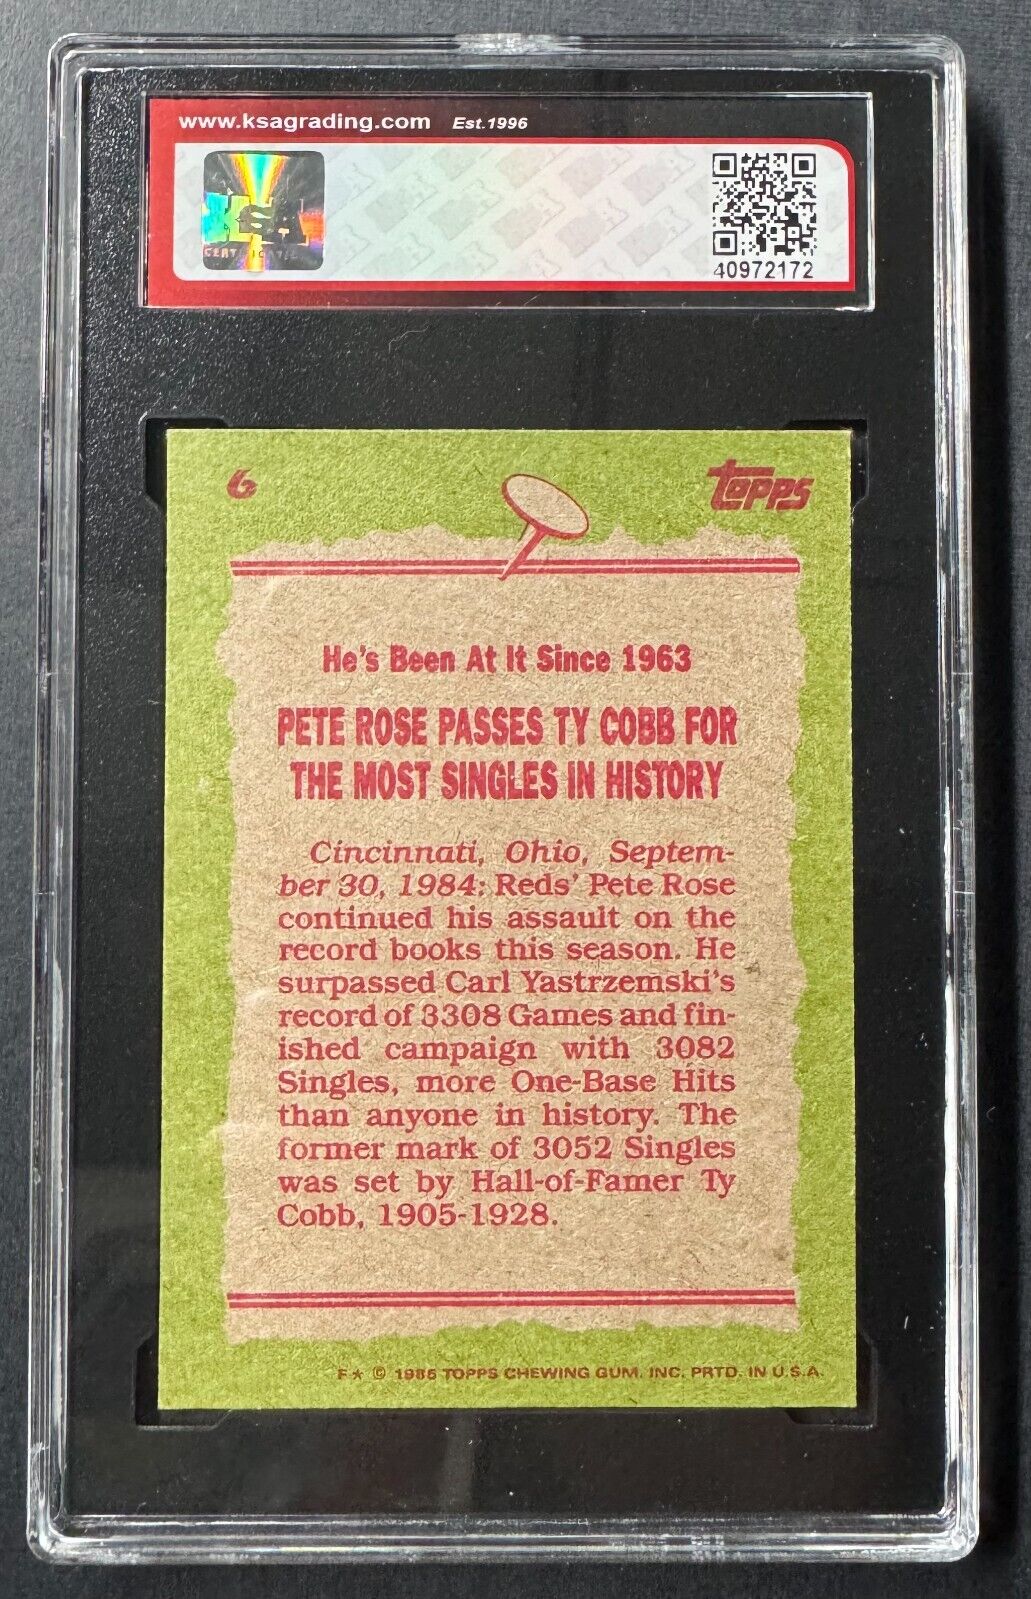 www.ksagrading.com Est.1996
40972172
6 topps
He's Been At It Since 1963
PETE ROSE PASSES TY COBB FOR
THE MOST SINGLES IN HISTORY
Cincinnati, Ohio, Septem-
ber 30, 1984: Reds' Pete Rose
continued his assault on the
record books this season. He
surpassed Carl Yastrzemski's
record of 3308 Games and fin-
ished campaign with 3082
Singles, more One-Base Hits
than anyone in history. The
former mark of 3052 Singles
was set by Hall-of-Famer Ty
Cobb, 1905-1928.
F★ © 1985 TOPPS CHEWING GUM, INC. PRTD. IN U.S.A.